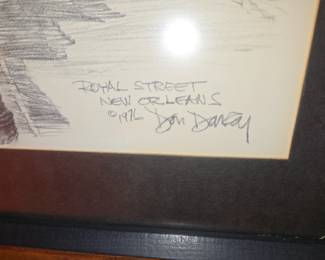 ROYAL STREET
NEW ORLEANS
©1976 Don Davey